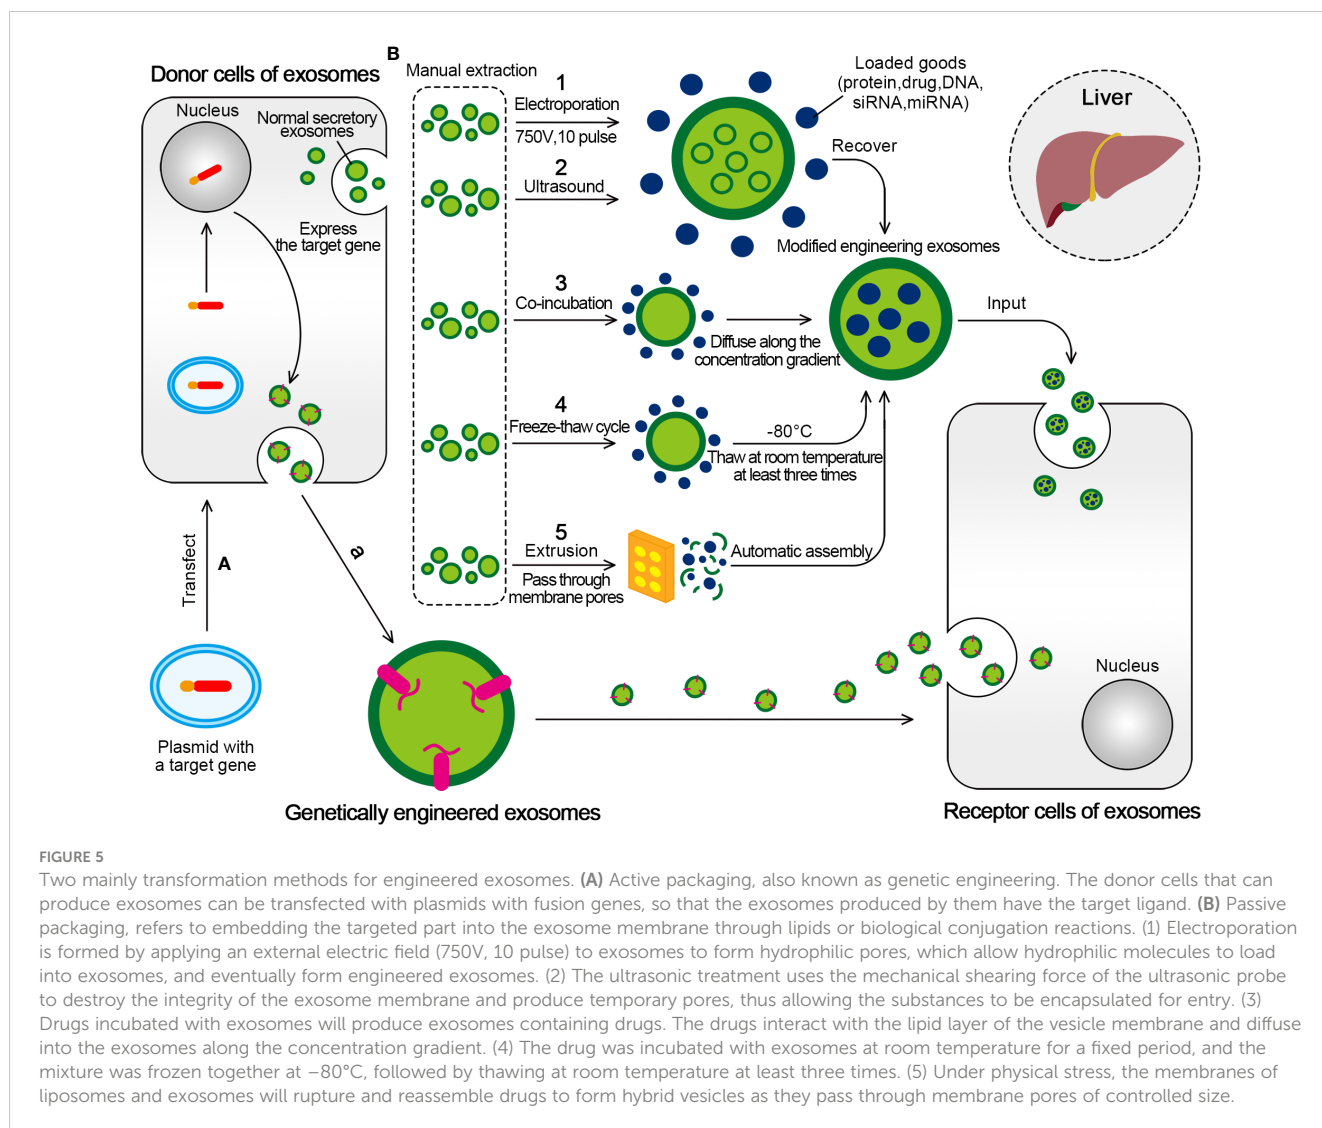 B
Donor cells of exosomes
Manual extraction
Nucleus
Normal secretory
exosomes
Express
the target gene
1
Electroporation
750V,10 pulse
2
Ultrasound
Loaded goods
(protein,drug,DNA,
siRNA,miRNA)
Recover
Liver
Modified engineering exosomes
3
Co-incubation
Diffuse along the
concentration gradient
Input
4
Freeze-thaw cycle
-80°C
Thaw at room temperature
at least three times
5
Extrusion
Pass through
membrane pores
Automatic assembly
Transfect
A
a
Plasmid with
a target gene
Genetically engineered exosomes
Nucleus
Receptor cells of exosomes
FIGURE 5
Two mainly transformation methods for engineered exosomes. (A) Active packaging, also known as genetic engineering. The donor cells that can
produce exosomes can be transfected with plasmids with fusion genes, so that the exosomes produced by them have the target ligand. (B) Passive
packaging, refers to embedding the targeted part into the exosome membrane through lipids or biological conjugation reactions. (1) Electroporation
is formed by applying an external electric field (750V, 10 pulse) to exosomes to form hydrophilic pores, which allow hydrophilic molecules to load
into exosomes, and eventually form engineered exosomes. (2) The ultrasonic treatment uses the mechanical shearing force of the ultrasonic probe
to destroy the integrity of the exosome membrane and produce temporary pores, thus allowing the substances to be encapsulated for entry. (3)
Drugs incubated with exosomes will produce exosomes containing drugs. The drugs interact with the lipid layer of the vesicle membrane and diffuse
into the exosomes along the concentration gradient. (4) The drug was incubated with exosomes at room temperature for a fixed period, and the
mixture was frozen together at −80°C, followed by thawing at room temperature at least three times. (5) Under physical stress, the membranes of
liposomes and exosomes will rupture and reassemble drugs to form hybrid vesicles as they pass through membrane pores of controlled size.